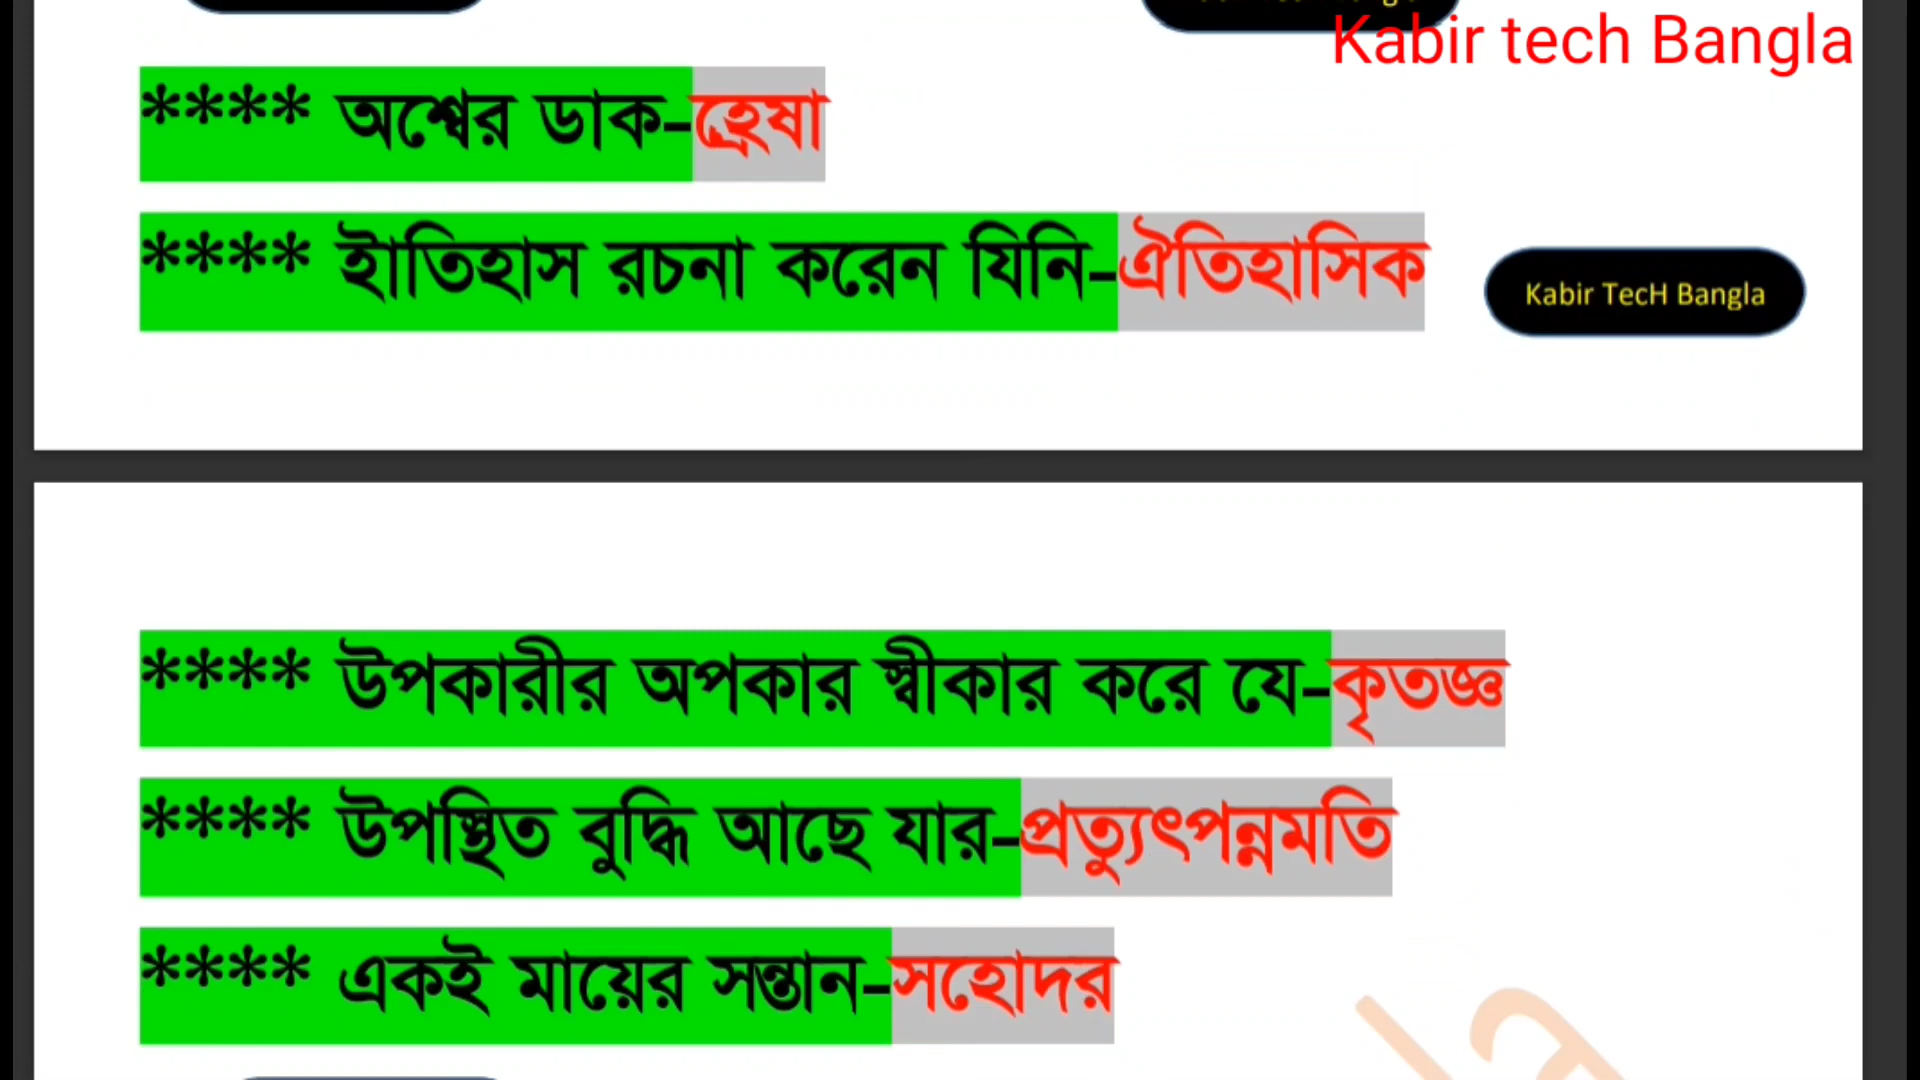 Kabir tech Bangla
**** অশ্বের ডাক-হ্রেষা
**** ইাতিহাস রচনা করেন যিনি-ঐতিহাসিক
Kabir TecH Bangla
**** উপকারীর অপকার স্বীকার করে যে-কৃতজ্ঞ
**** উপস্থিত বুদ্ধি আছে যার-প্রত্যুৎপন্নমতি
**** একই মায়ের সন্তান-সহোদর